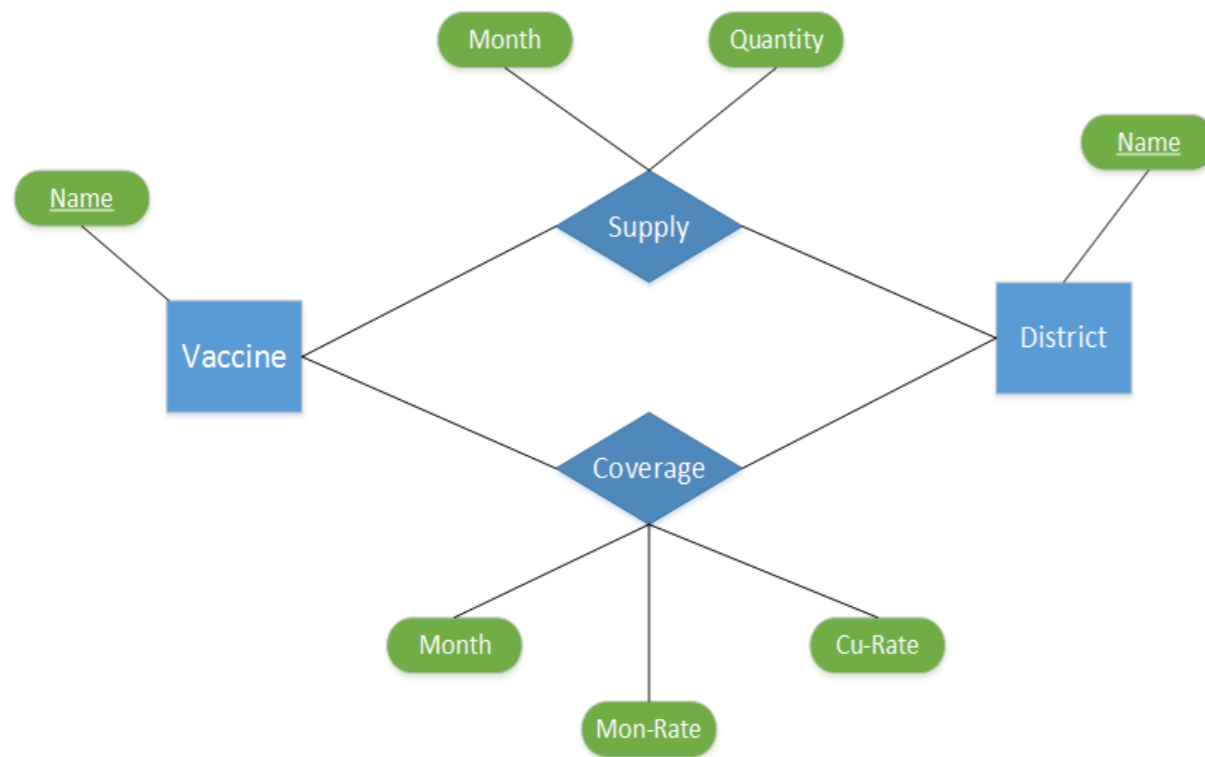 Month
Quantity
Name
Name
Supply
Vaccine
District
Coverage
Month
Cu-Rate
Mon-Rate